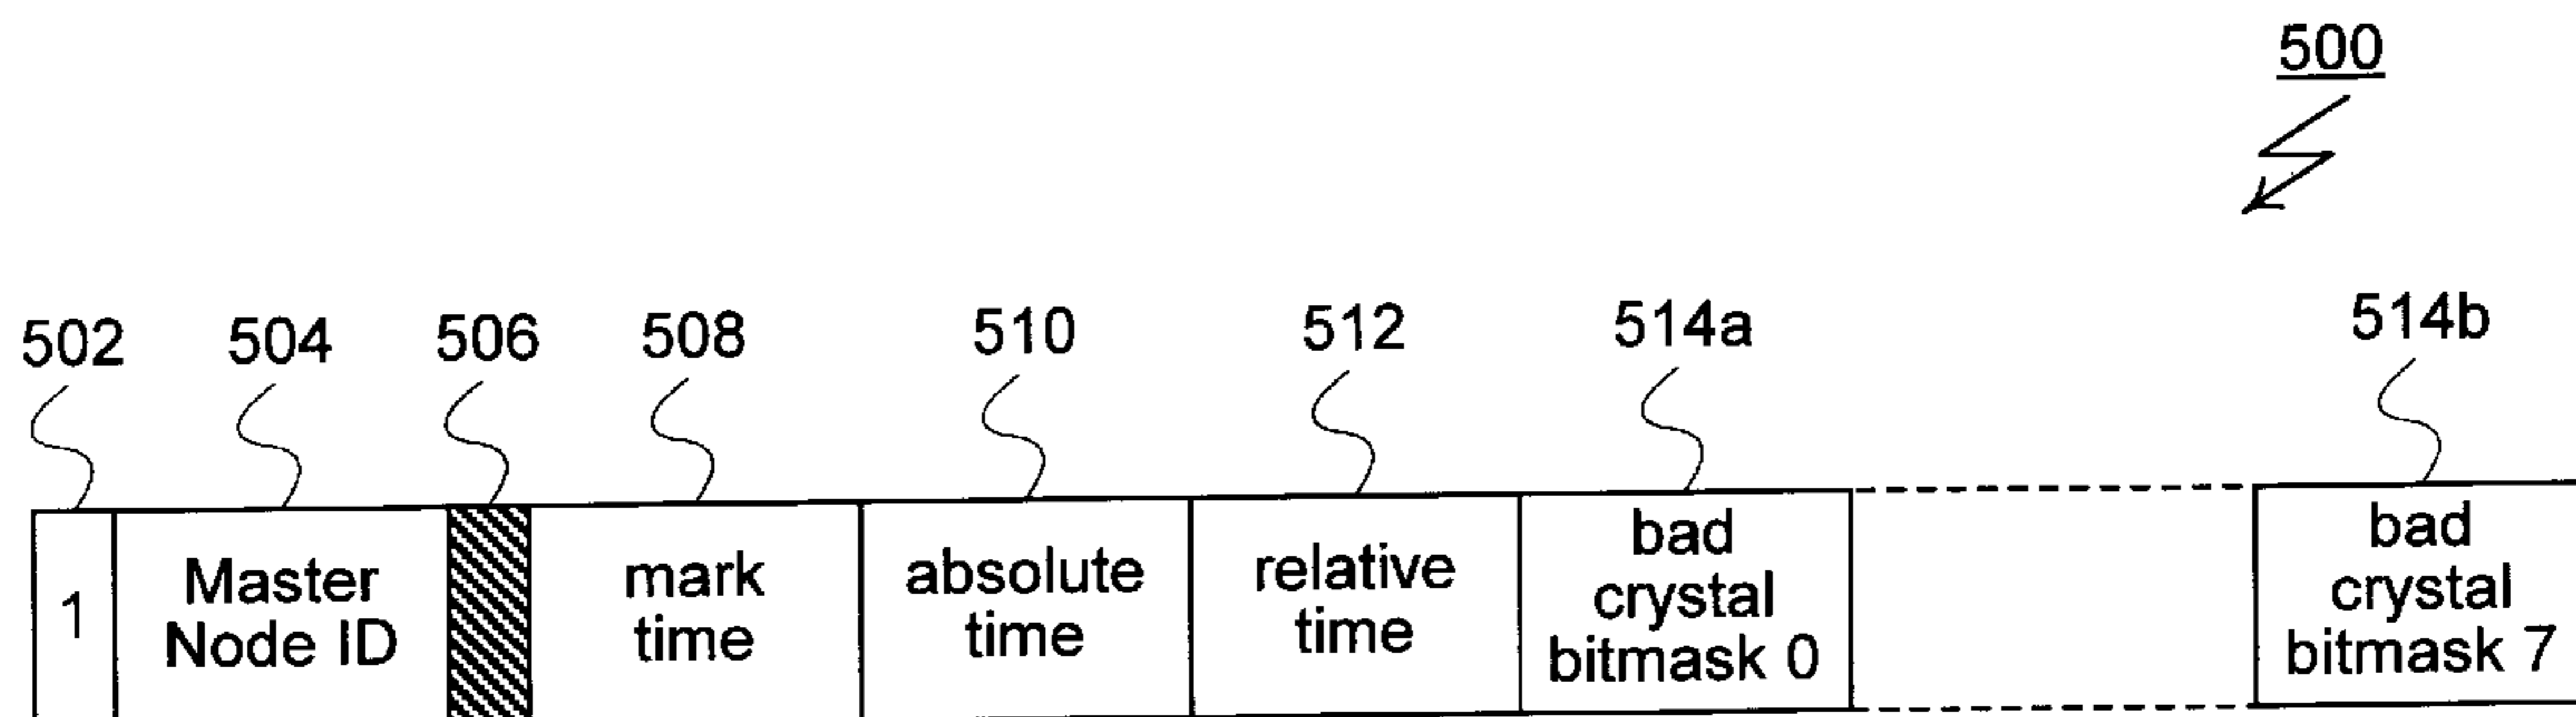 500
502 504 506 508 510 512 514a 514b
1
Master
Node ID
mark
time
absolute
time
relative
time
bad
crystal
bitmask 0
bad
crystal
bitmask 7